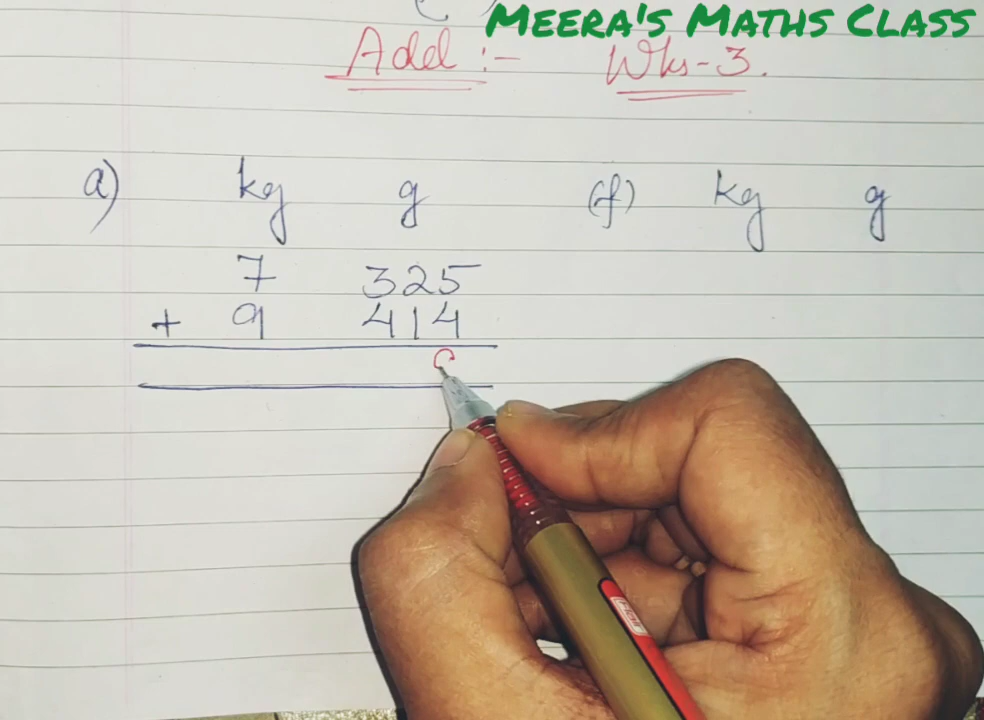 MEERA'S MATHS CLASS
Add :- Wks-3.
a) kg g (f) kg g
7 325
+ 9 414